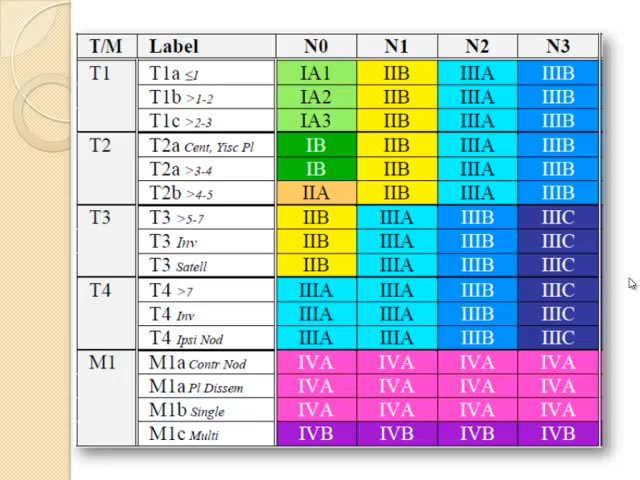 T/M Label N0 N1 N2 N3
T1 T1a ≤1 IA1 IIB IIIA IIIB
T1b >1-2 IA2 IIB IIIA IIIB
T1c >2-3 IA3 IIB IIIA IIIB
T2 T2a Cent, Yisc Pl IB IIB IIIA IIIB
T2a >3-4 IB IIB IIIA IIIB
T2b >4-5 IIA IIB IIIA IIIB
T3 T3 >5-7 IIB IIIA IIIB IIIC
T3 Inv IIB IIIA IIIB IIIC
T3 Satell IIB IIIA IIIB IIIC
T4 T4 >7 IIIA IIIA IIIB IIIC
T4 Inv IIIA IIIA IIIB IIIC
T4 Ipsi Nod IIIA IIIA IIIB IIIC
M1 M1a Contr Nod IVA IVA IVA IVA
M1a Pl Dissem IVA IVA IVA IVA
M1b Single IVA IVA IVA IVA
M1c Multi IVB IVB IVB IVB